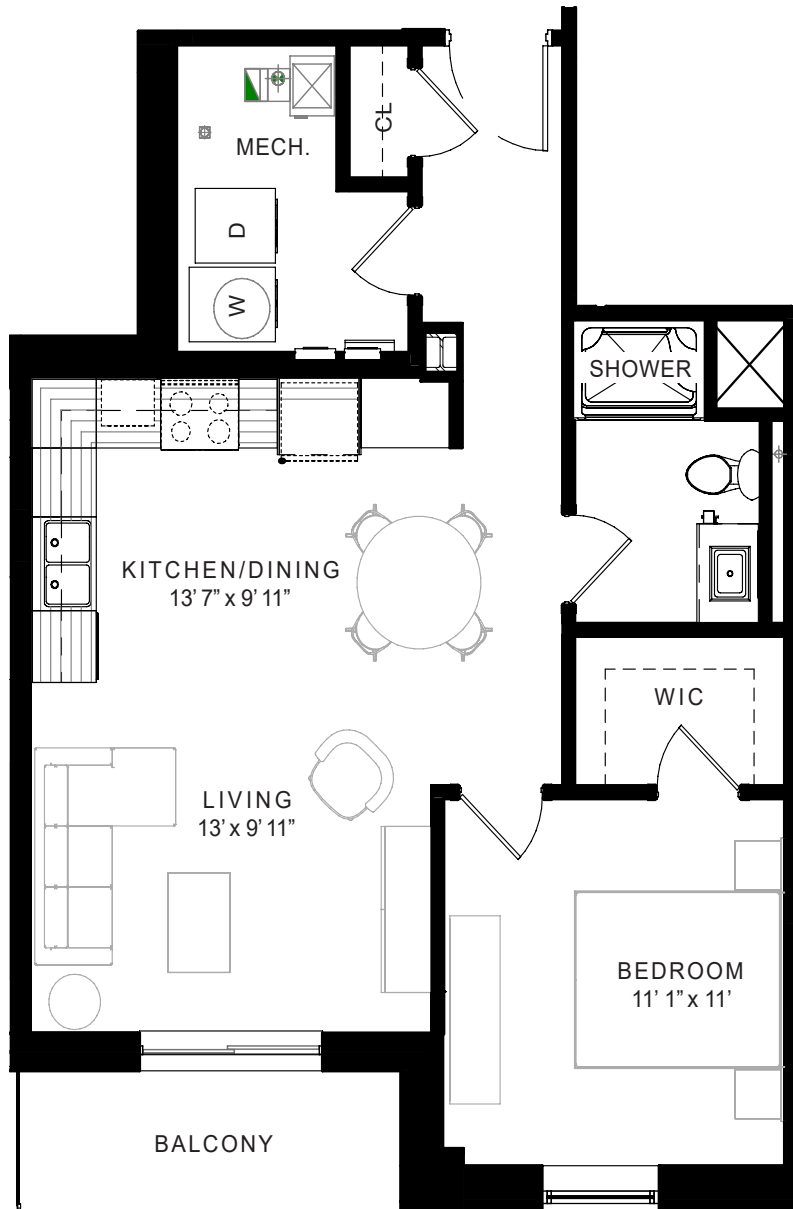 CL
MECH.
D
W
SHOWER
KITCHEN/DINING
13' 7" x 9' 11"
WIC
LIVING
13' x 9' 11"
BEDROOM
11' 1" x 11'
BALCONY